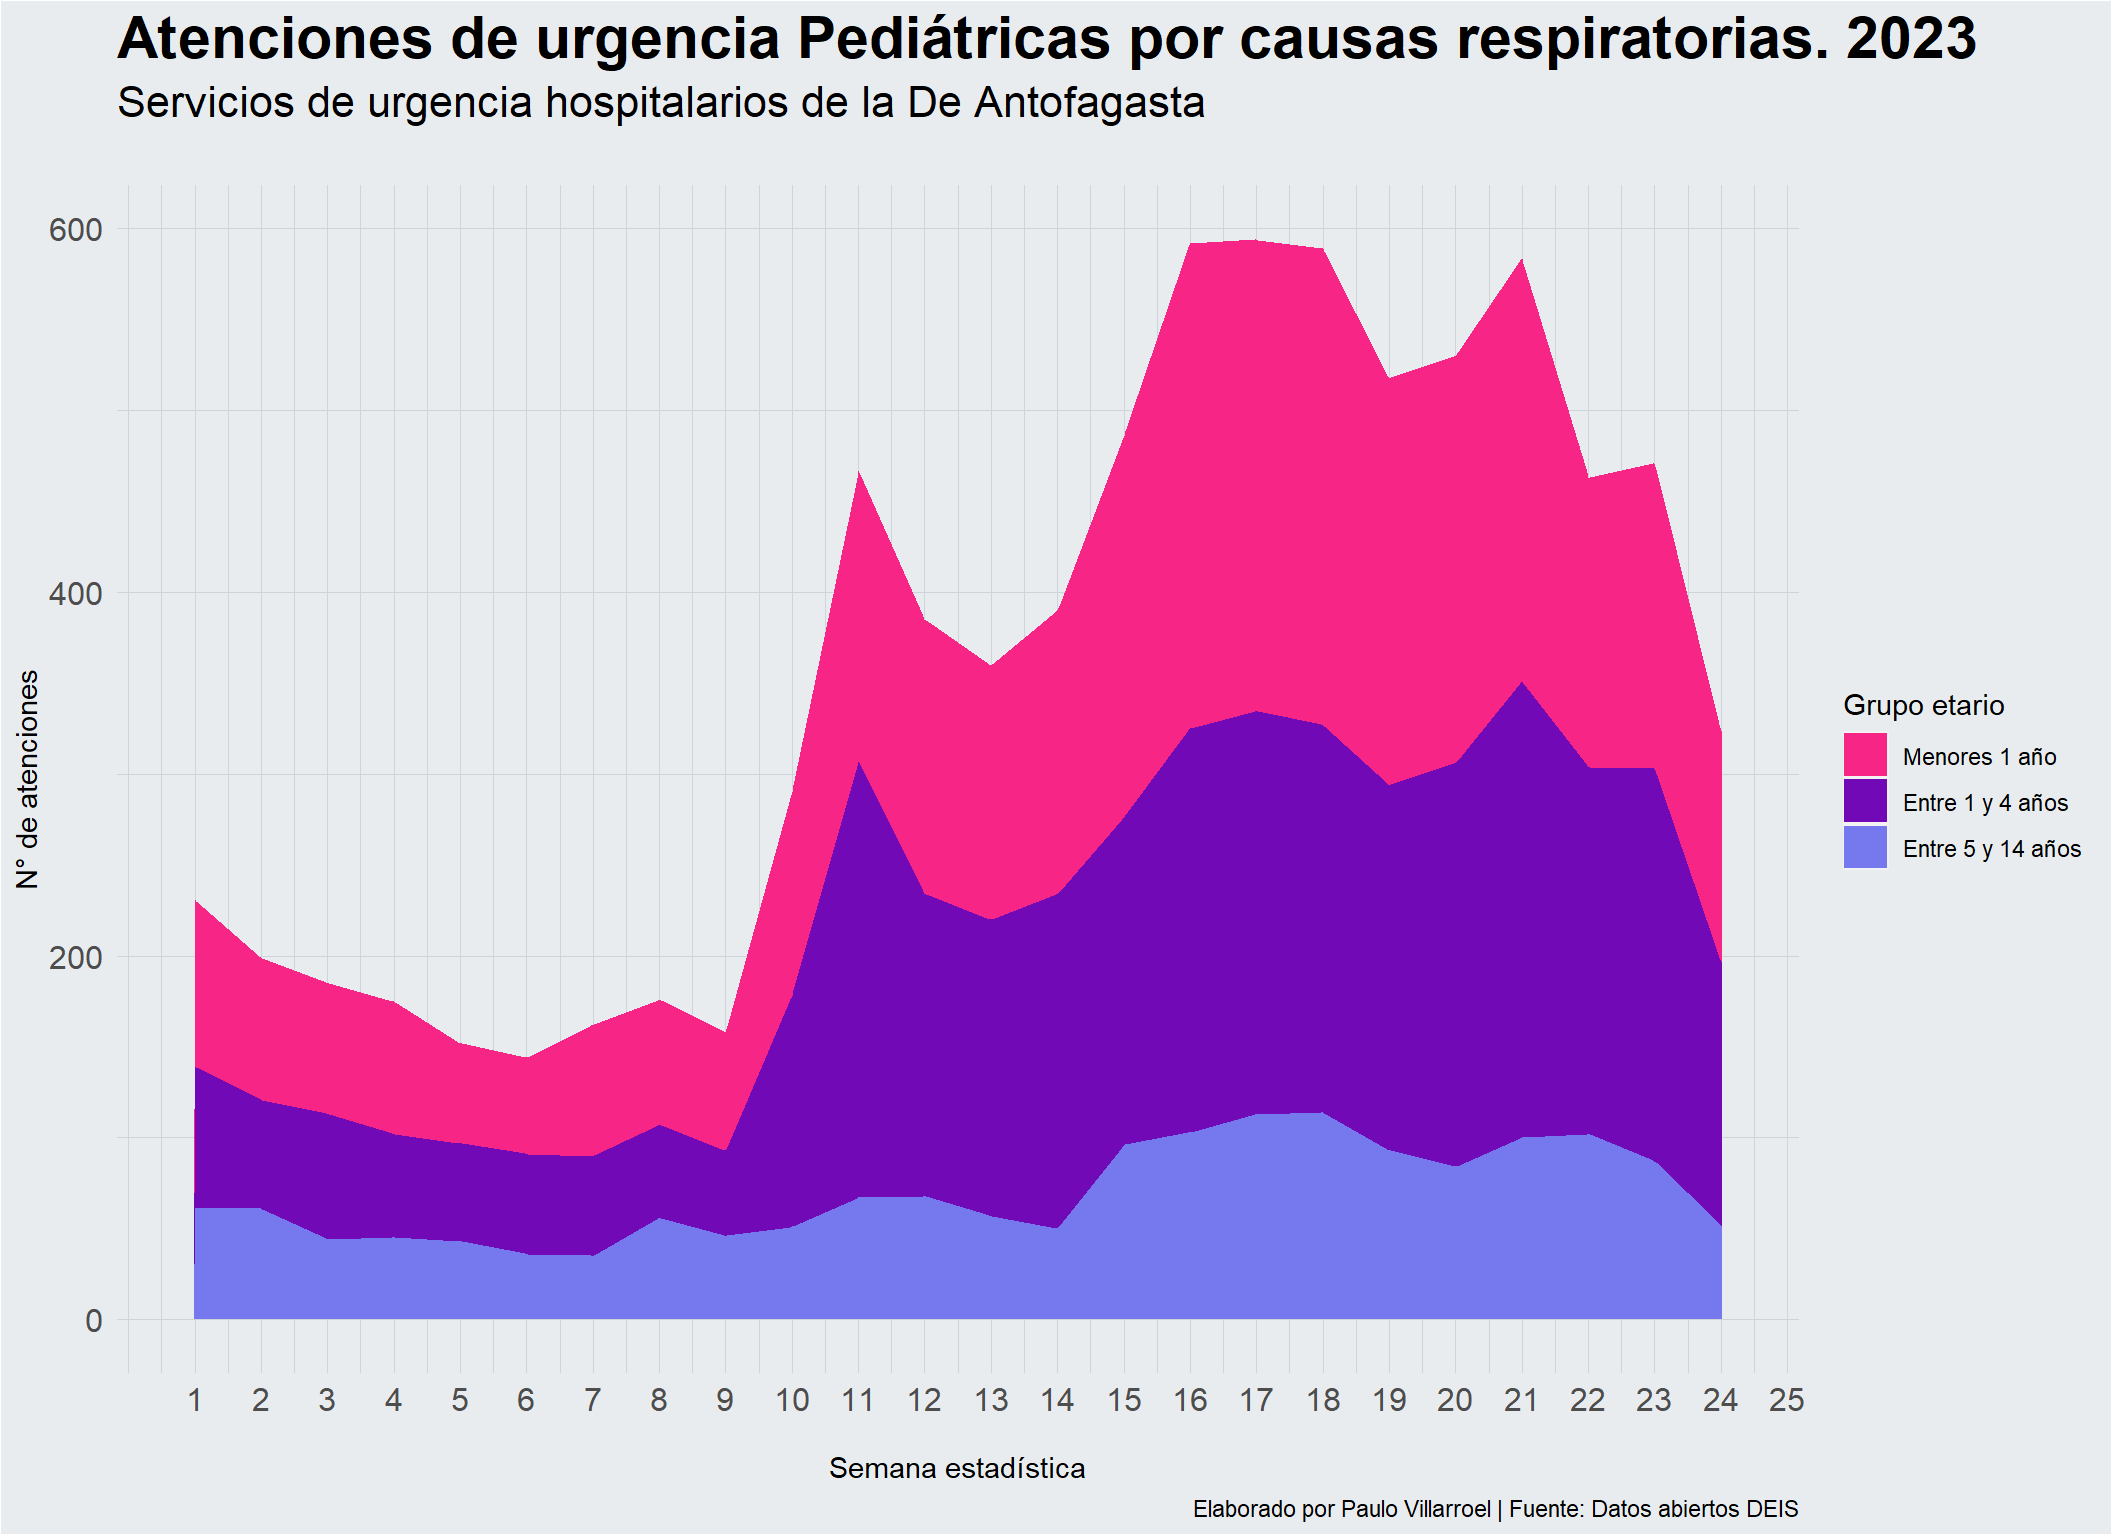 Atenciones de urgencia Pediátricas por causas respiratorias. 2023
Servicios de urgencia hospitalarios de la De Antofagasta
600
400
200
0
N° de atenciones
1 2 3 4 5 6 7 8 9 10 11 12 13 14 15 16 17 18 19 20 21 22 23 24 25
Semana estadística
Grupo etario
Menores 1 año
Entre 1 y 4 años
Entre 5 y 14 años
Elaborado por Paulo Villarroel | Fuente: Datos abiertos DEIS